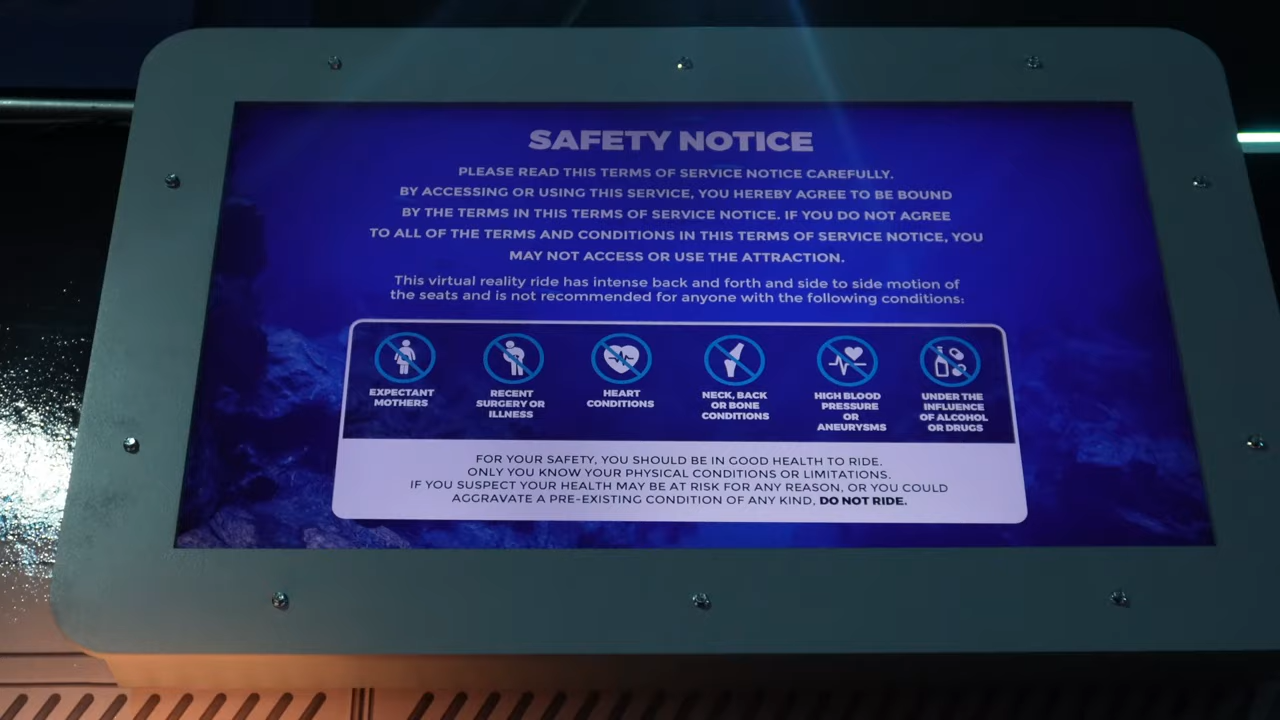 SAFETY NOTICE
PLEASE READ THIS TERMS OF SERVICE NOTICE CAREFULLY.
BY ACCESSING OR USING THIS SERVICE, YOU HEREBY AGREE TO BE BOUND
BY THE TERMS IN THIS TERMS OF SERVICE NOTICE. IF YOU DO NOT AGREE
TO ALL OF THE TERMS AND CONDITIONS IN THIS TERMS OF SERVICE NOTICE, YOU
MAY NOT ACCESS OR USE THE ATTRACTION.
This virtual reality ride has intense back and forth and side to side motion of
the seats and is not recommended for anyone with the following conditions:
EXPECTANT
MOTHERS
RECENT
SURGERY OR
ILLNESS
HEART
CONDITIONS
NECK, BACK
OR BONE
CONDITIONS
HIGH BLOOD
PRESSURE
OR
ANEURYSMS
UNDER THE
INFLUENCE
OF ALCOHOL
OR DRUGS
FOR YOUR SAFETY, YOU SHOULD BE IN GOOD HEALTH TO RIDE.
ONLY YOU KNOW YOUR PHYSICAL CONDITIONS OR LIMITATIONS.
IF YOU SUSPECT YOUR HEALTH MAY BE AT RISK FOR ANY REASON, OR YOU COULD
AGGRAVATE A PRE-EXISTING CONDITION OF ANY KIND, DO NOT RIDE.